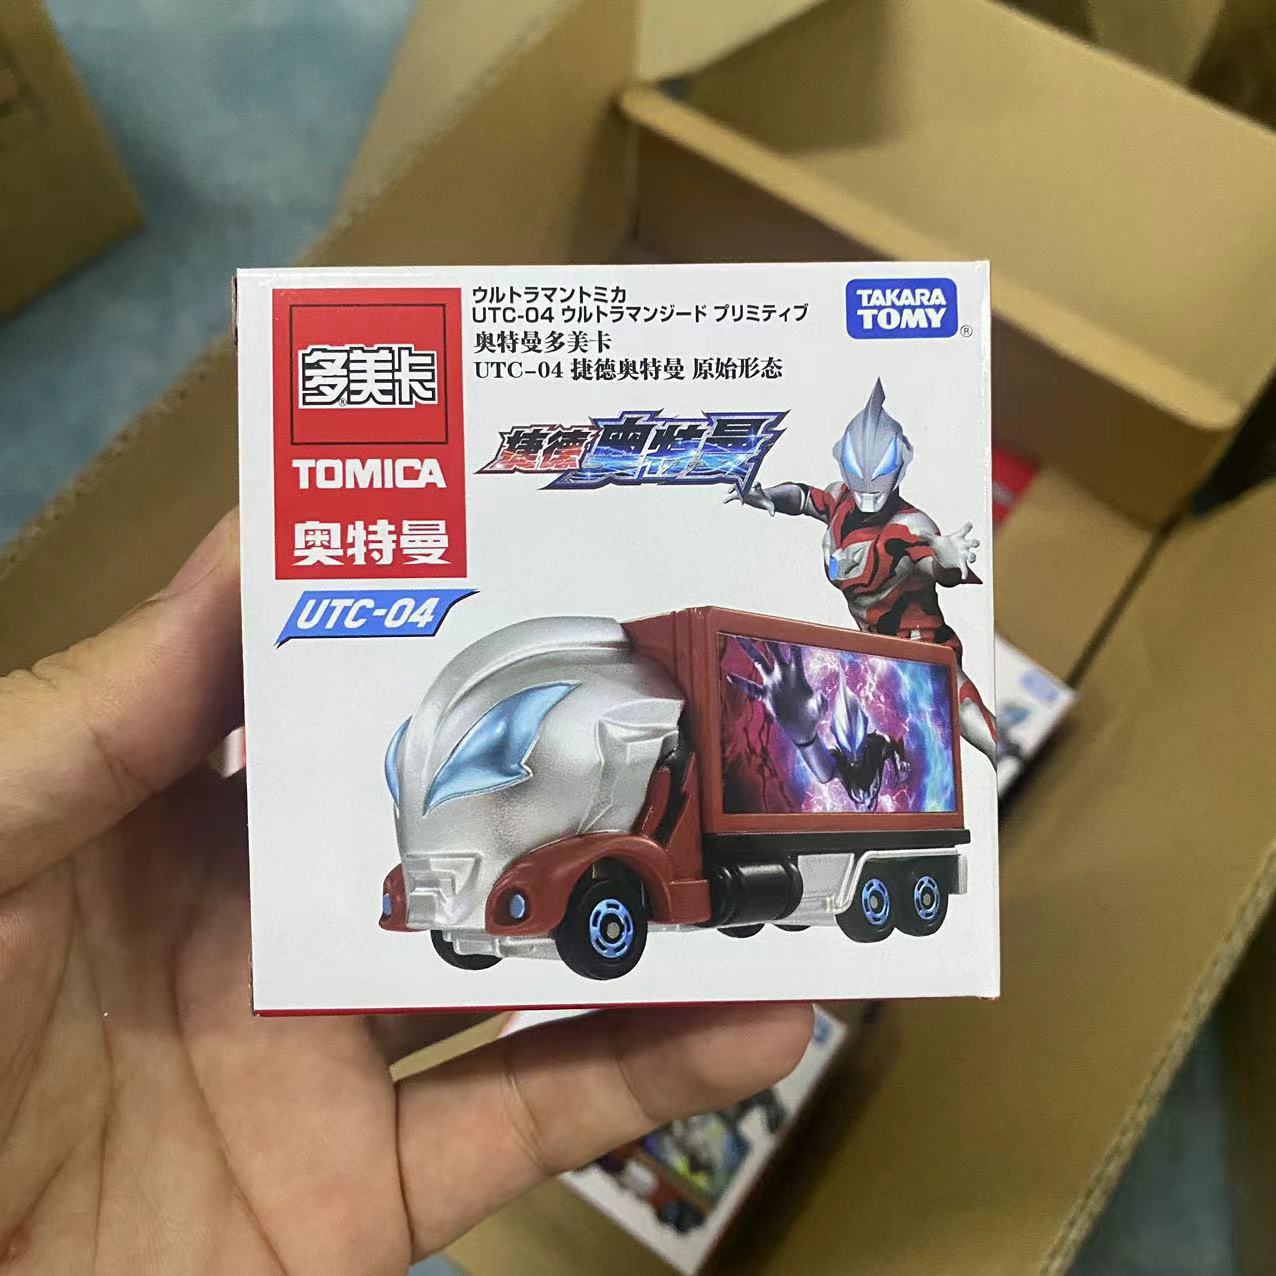 ウルトラマントミカ
UTC-04 ウルトラマンジード プリミティブ
奥特曼多美卡
UTC-04 捷德奥特曼 原始形态
TAKARA
TOMY
®
多美卡
®
TOMICA
奥特曼
UTC-04
捷德 奥特曼